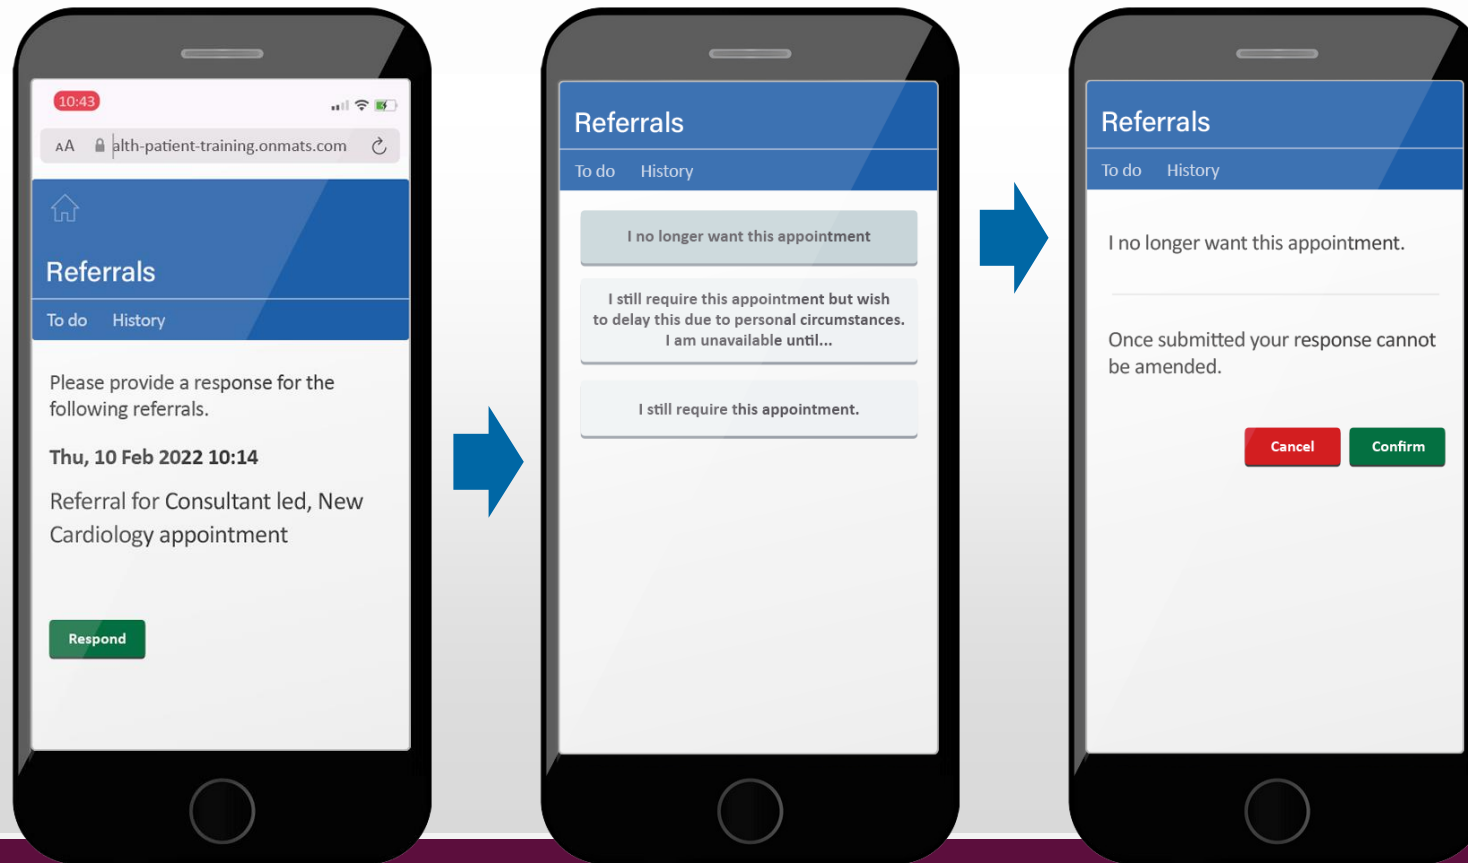 10:43
AA alth-patient-training.onmats.com
Referrals
To do History
Please provide a response for the
following referrals.
Thu, 10 Feb 2022 10:14
Referral for Consultant led, New
Cardiology appointment
Respond
Referrals
To do History
I no longer want this appointment
I still require this appointment but wish
to delay this due to personal circumstances.
I am unavailable until...
I still require this appointment.
Referrals
To do History
I no longer want this appointment.
Once submitted your response cannot
be amended.
Cancel Confirm